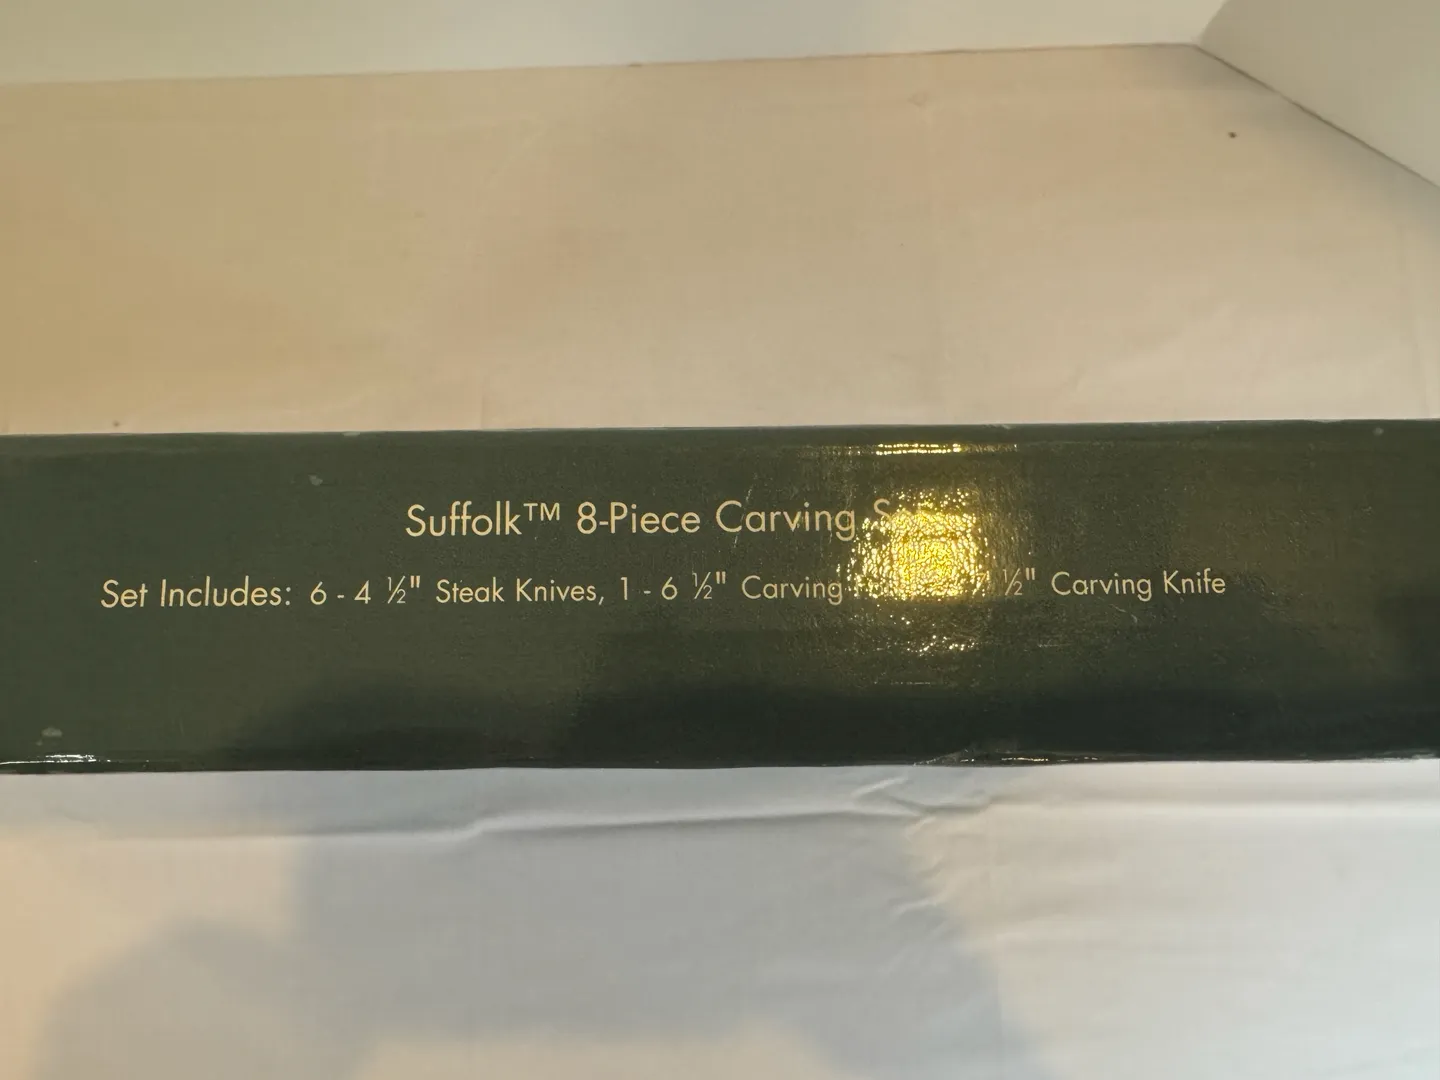 Suffolk™ 8-Piece Carving Set
Set Includes: 6 - 4 ½" Steak Knives, 1 - 6 ½" Carving ½" Carving Knife